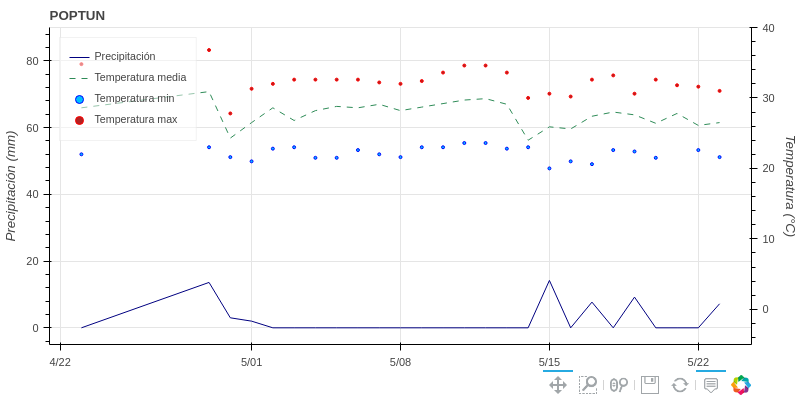 POPTUN
Precipitación
Temperatura media
Temperatura min
Temperatura max
Precipitación (mm)
80
60
40
20
0
Temperatura (°C)
40
30
20
10
0
4/22
5/01
5/08
5/15
5/22